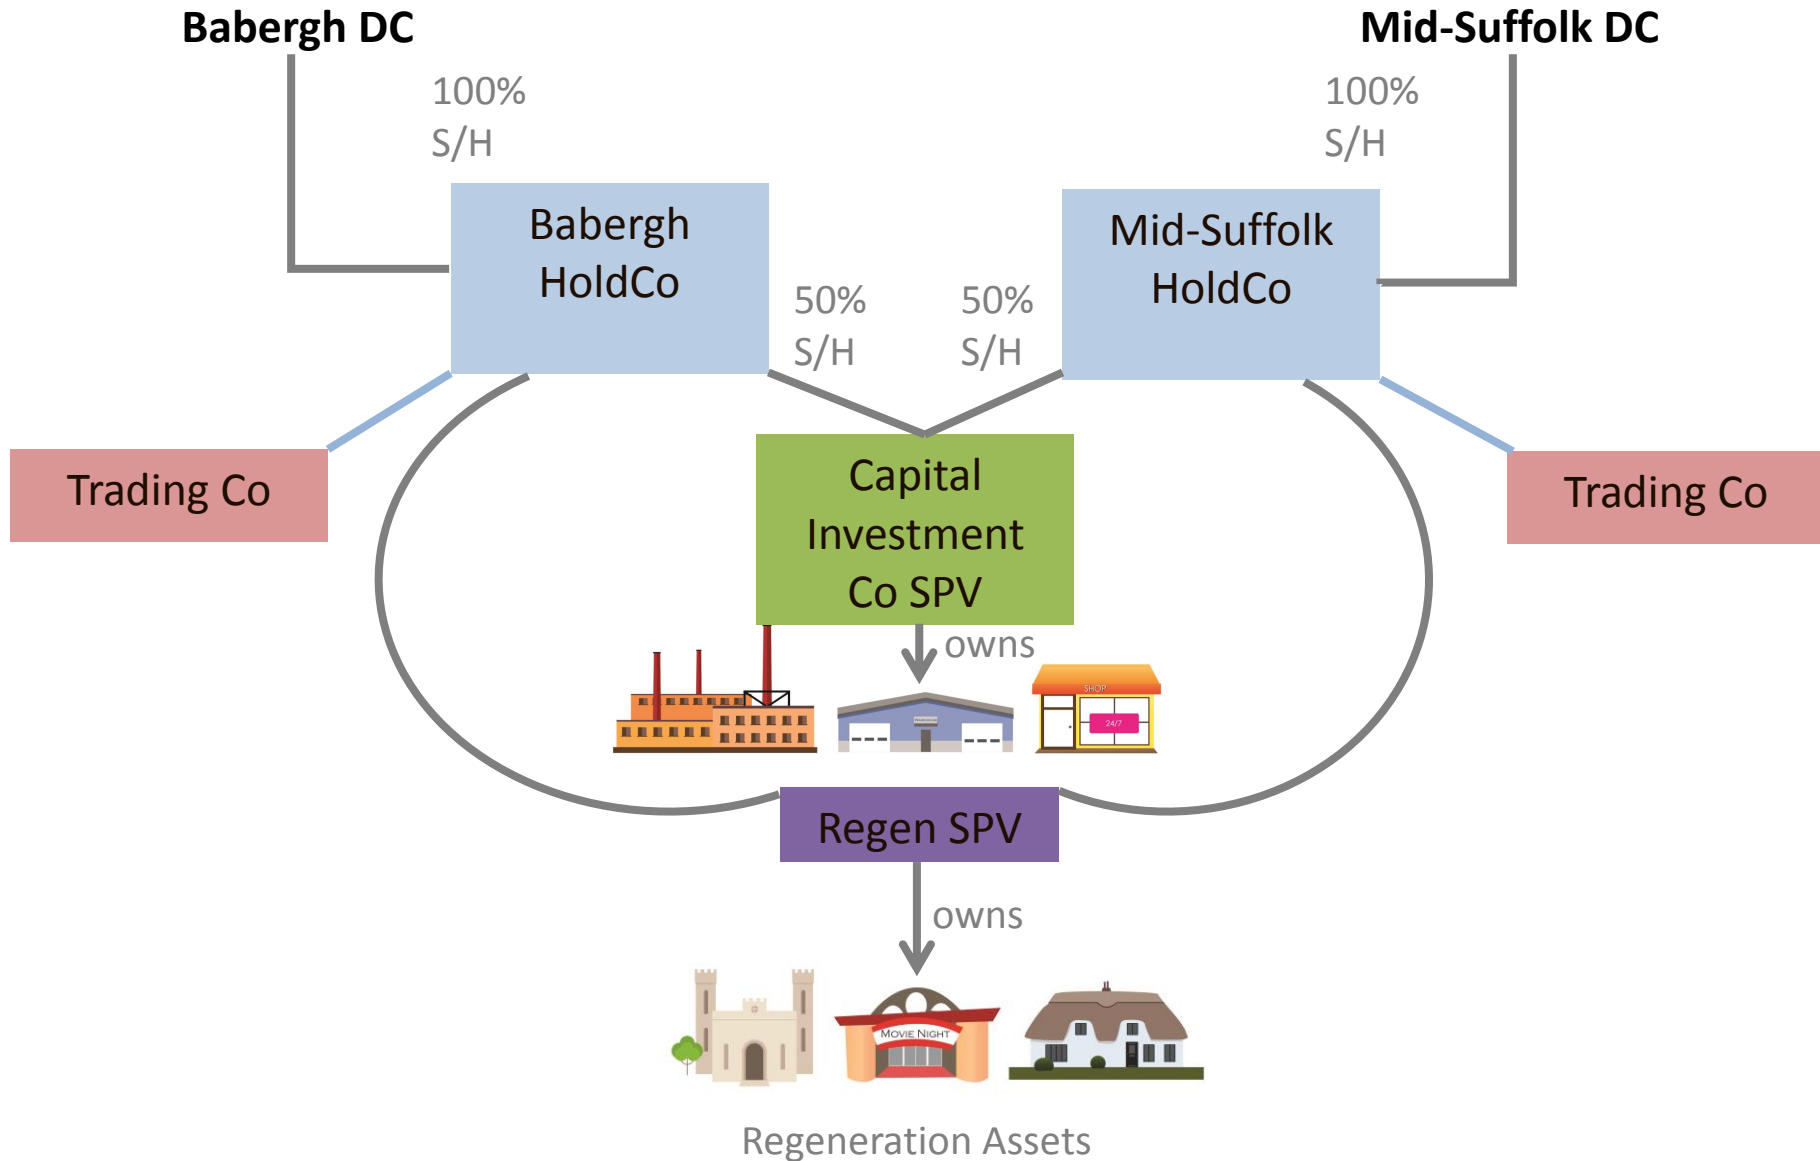 Babergh DC
Mid-Suffolk DC
100%
S/H
100%
S/H
Babergh
HoldCo
Mid-Suffolk
HoldCo
50%
S/H
50%
S/H
Trading Co
Capital
Investment
Co SPV
Trading Co
owns
SHOP
24/7
Regen SPV
owns
MOVIE NIGHT
Regeneration Assets